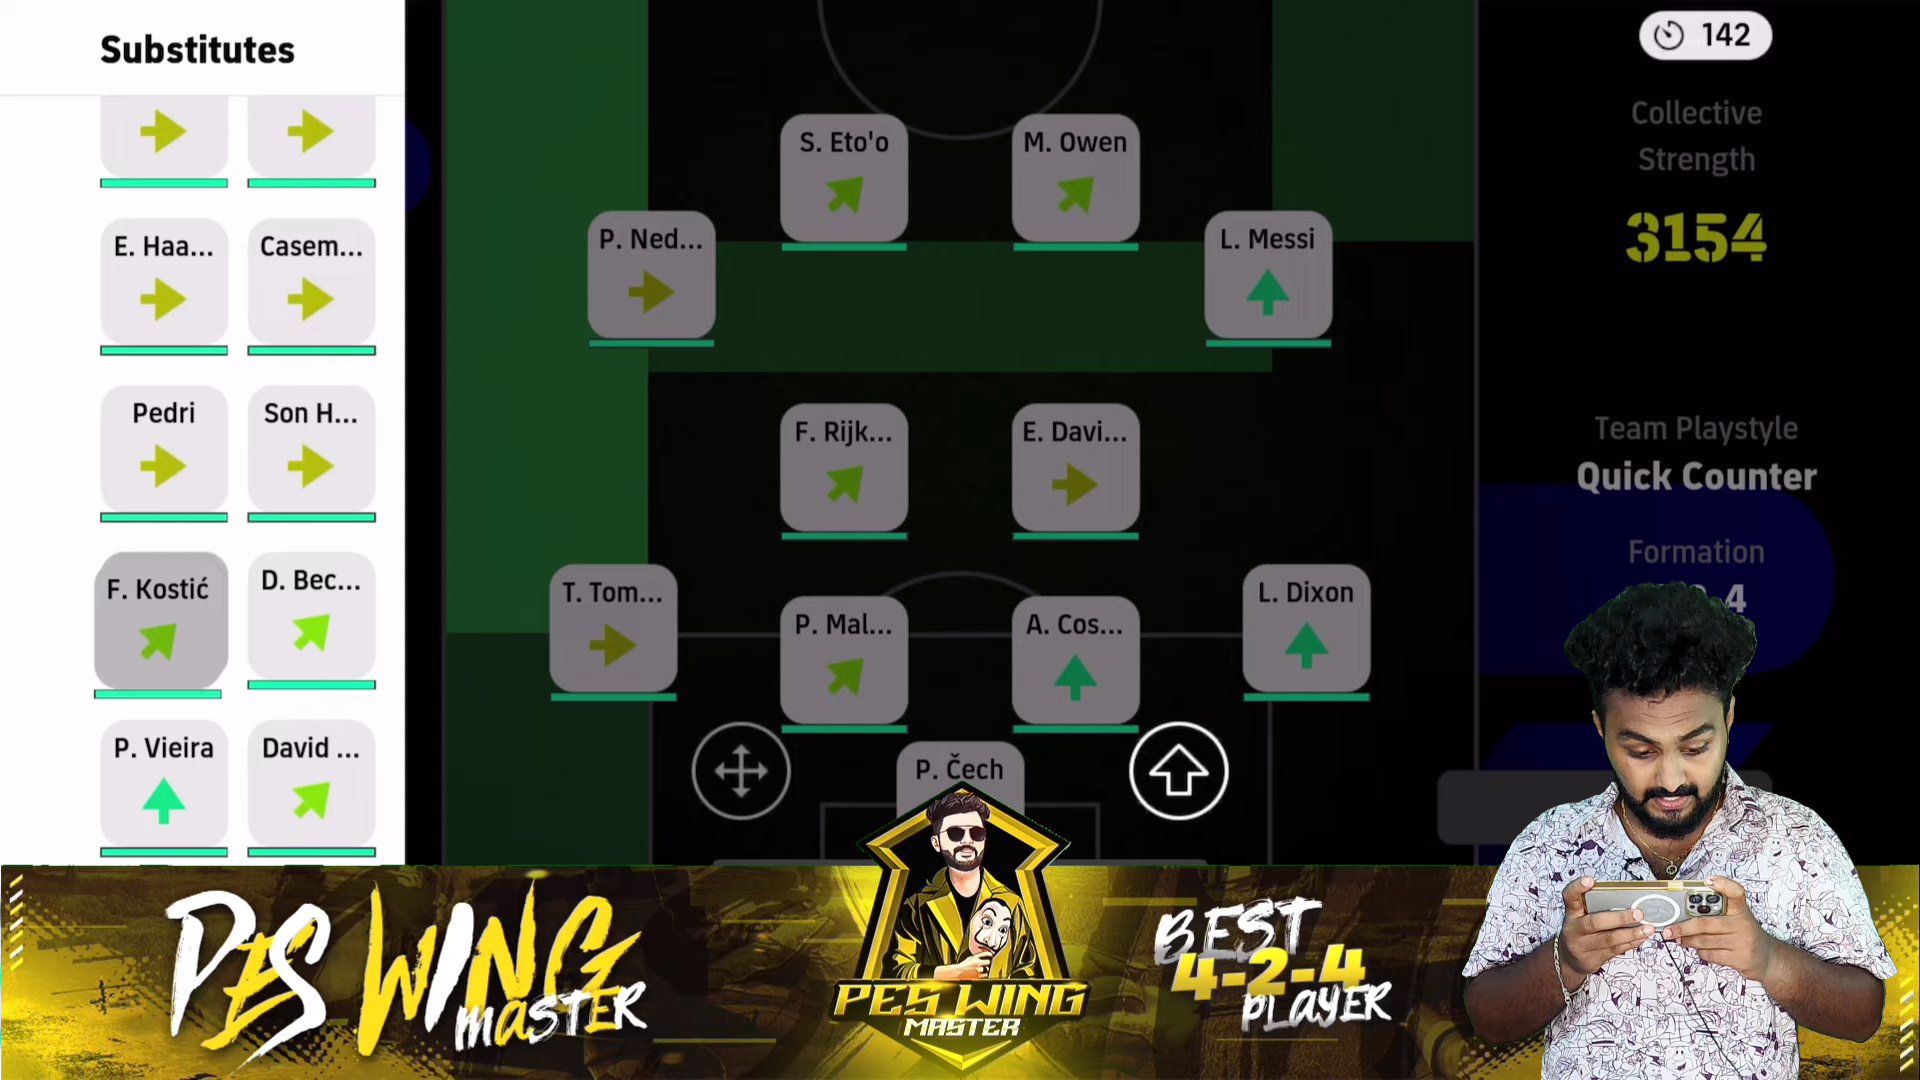 Substitutes
E. Haa...
Casem...
Pedri
Son H...
F. Kostić
D. Bec...
P. Vieira
David ...
S. Eto'o
M. Owen
P. Ned...
L. Messi
F. Rijk...
E. Davi...
T. Tom...
P. Mal...
A. Cos...
L. Dixon
P. Čech
142
Collective
Strength
3154
Team Playstyle
Quick Counter
Formation
PES WING
MASTER
PES WING
MASTER
BEST
4-2-4
PLAYER